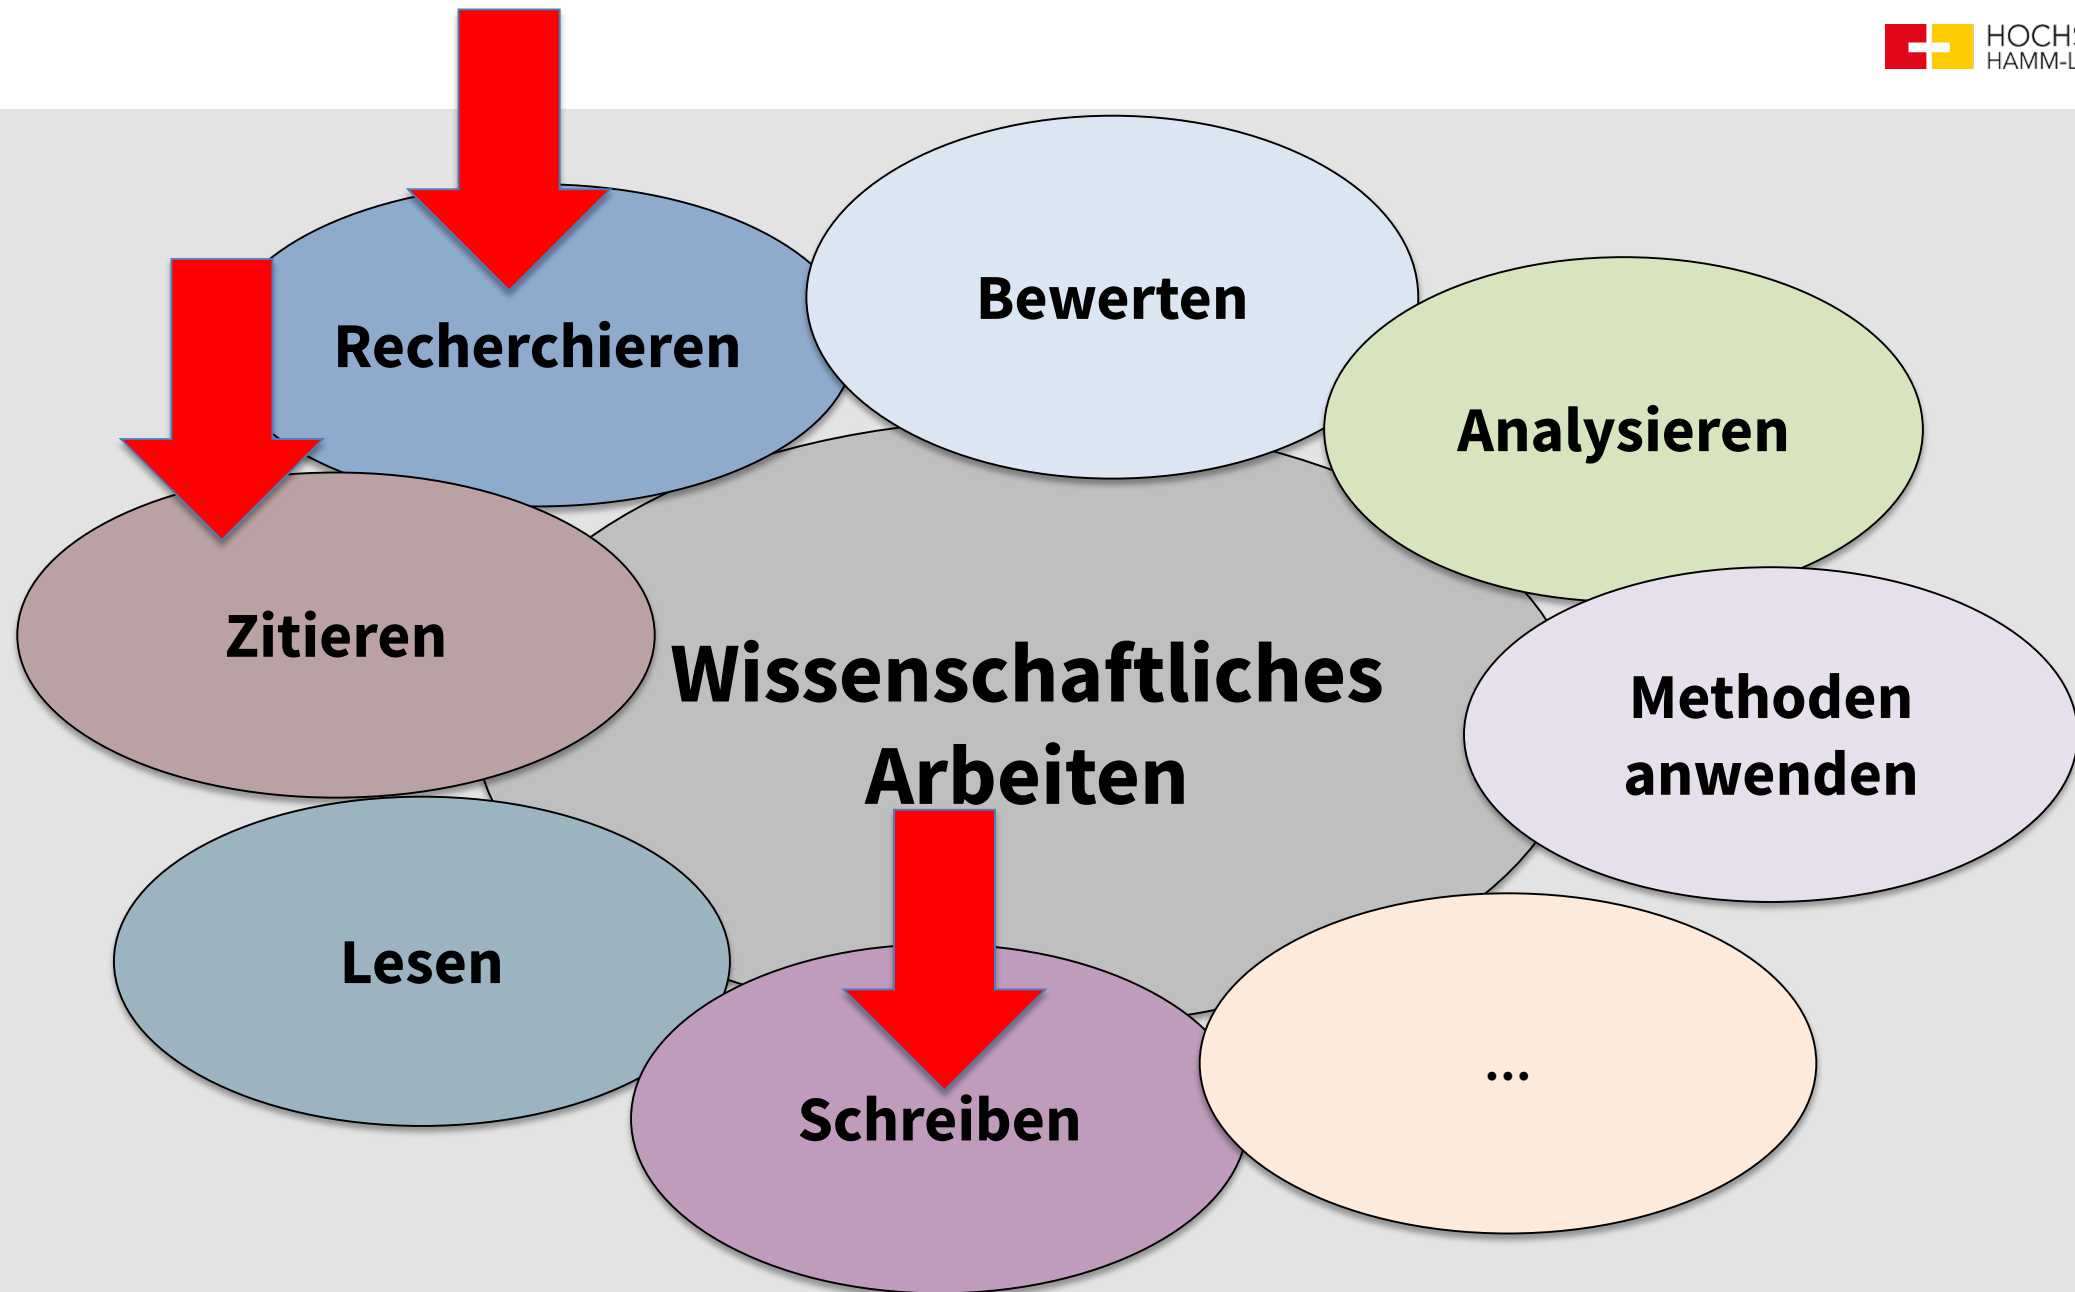 HOCHS
HAMM-L
Bewerten
Recherchieren
Analysieren
Zitieren
Wissenschaftliches
Arbeiten
Methoden
anwenden
Lesen
Schreiben
...